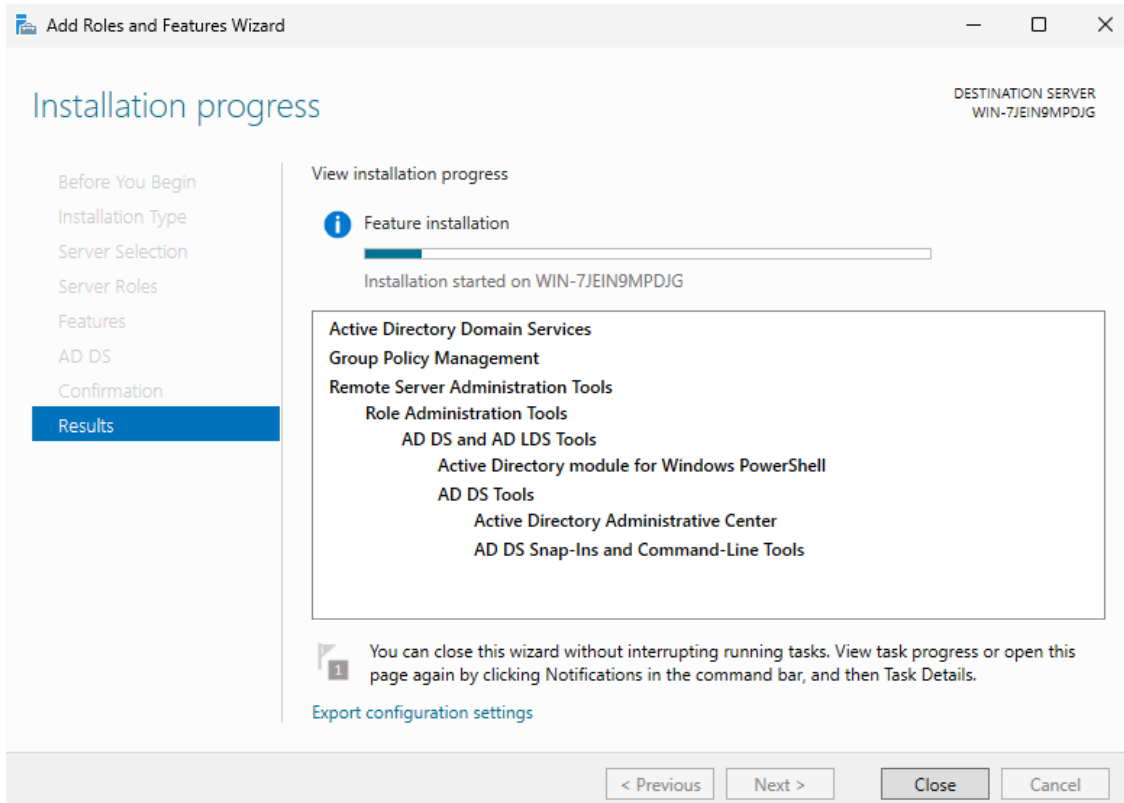 Add Roles and Features Wizard
Installation progress
DESTINATION SERVER
WIN-7JEIN9MPDJG
Before You Begin
Installation Type
Server Selection
Server Roles
Features
AD DS
Confirmation
Results
View installation progress
Feature installation
Installation started on WIN-7JEIN9MPDJG
Active Directory Domain Services
Group Policy Management
Remote Server Administration Tools
Role Administration Tools
AD DS and AD LDS Tools
Active Directory module for Windows PowerShell
AD DS Tools
Active Directory Administrative Center
AD DS Snap-Ins and Command-Line Tools
1
You can close this wizard without interrupting running tasks. View task progress or open this
page again by clicking Notifications in the command bar, and then Task Details.
Export configuration settings
< Previous
Next >
Close
Cancel